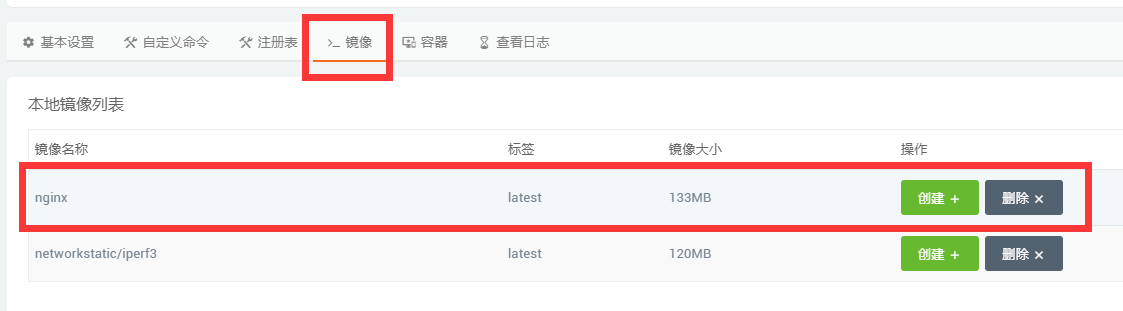 基本设置 自定义命令 注册表 >_ 镜像 容器 查看日志
本地镜像列表
镜像名称 标签 镜像大小 操作
nginx latest 133MB 创建 + 删除 ×
networkstatic/iperf3 latest 120MB 创建 + 删除 ×